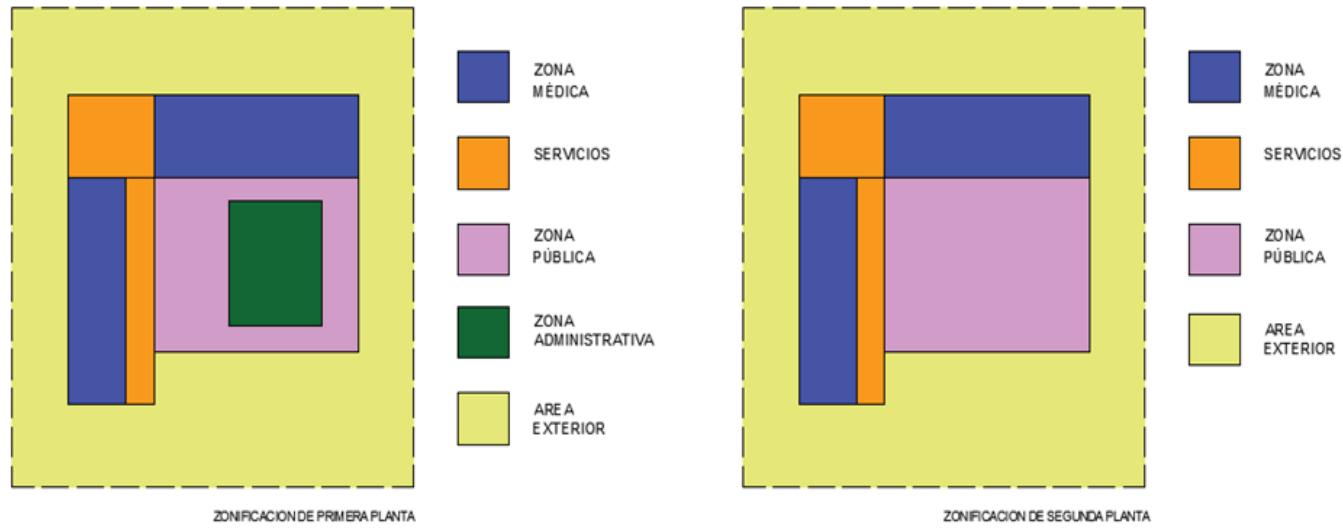 ZONA
MÉDICA
SERVICIOS
ZONA
PÚBLICA
ZONA
ADMINISTRATIVA
AREA
EXTERIOR
ZONIFICACION DE PRIMERA PLANTA
ZONA
MÉDICA
SERVICIOS
ZONA
PÚBLICA
AREA
EXTERIOR
ZONIFICACION DE SEGUNDA PLANTA